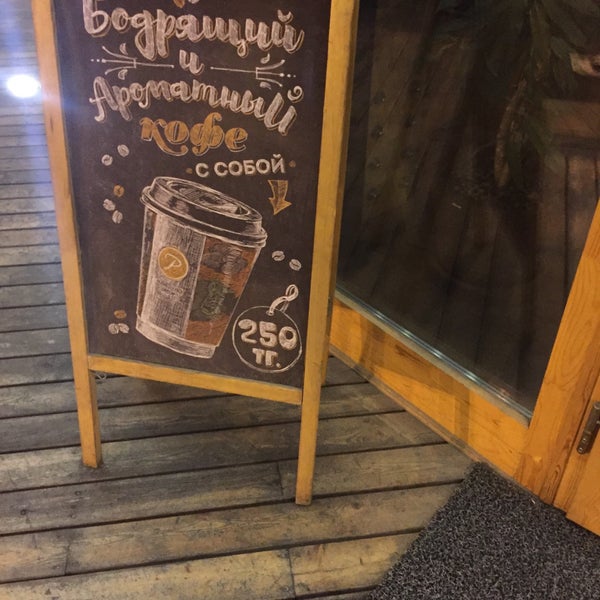 Бодрящий
и
Ароматный
кофе
с собой
P
250
тг.